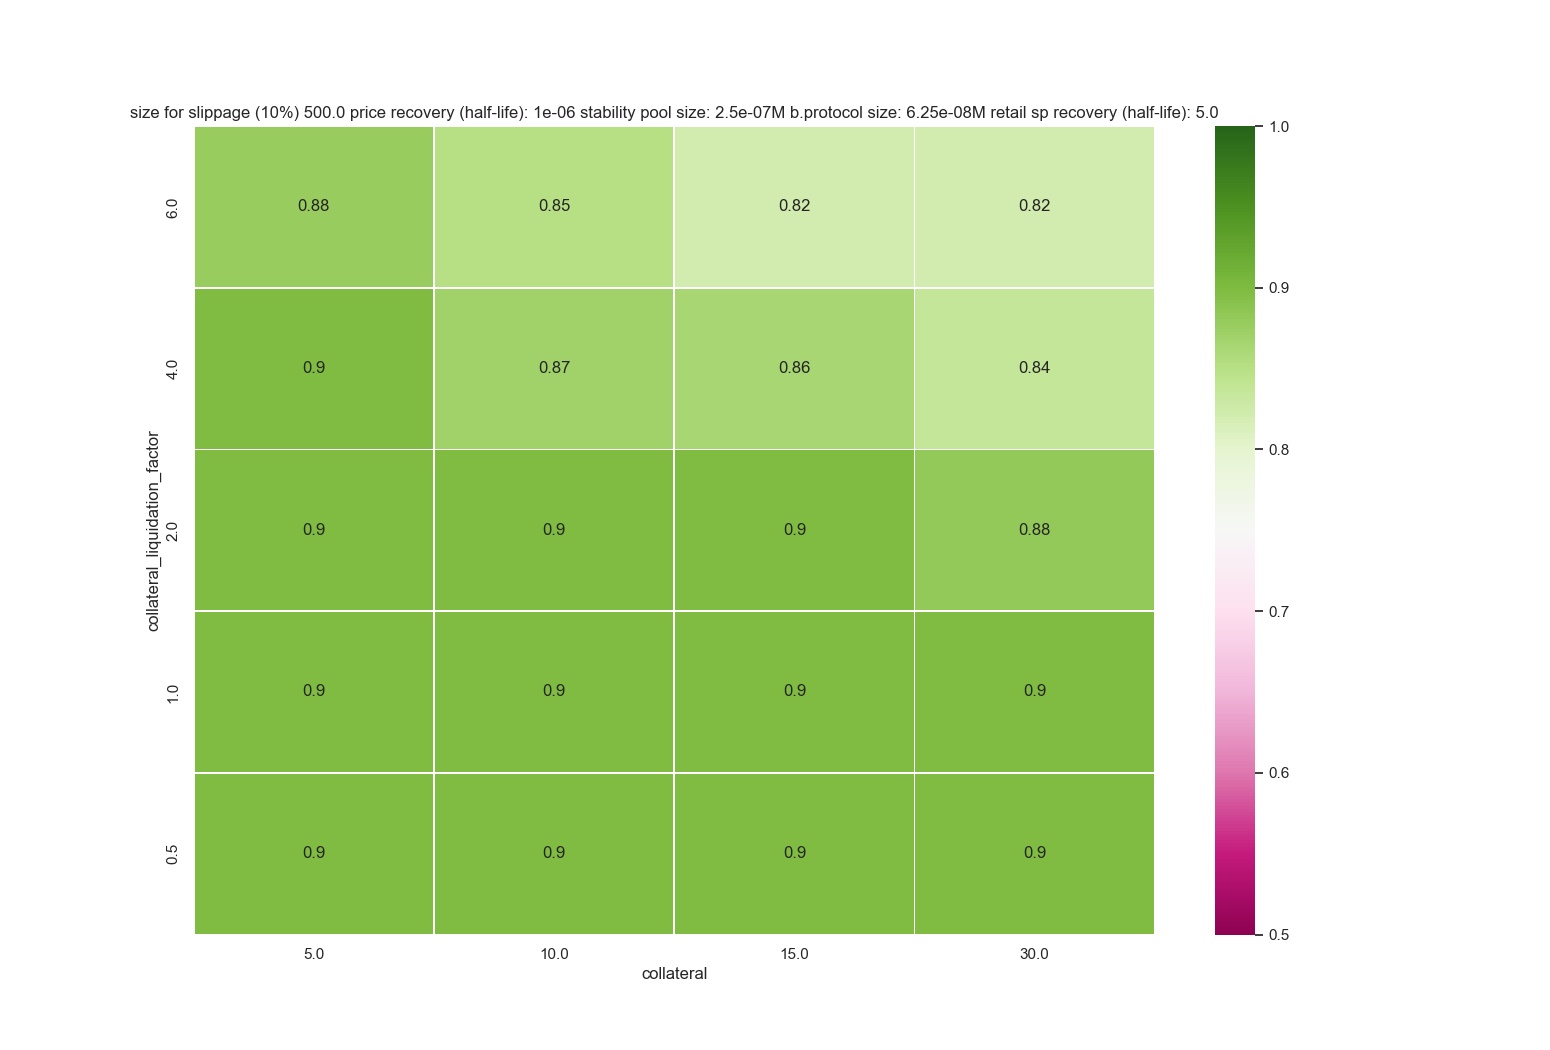 size for slippage (10%) 500.0 price recovery (half-life): 1e-06 stability pool size: 2.5e-07M b.protocol size: 6.25e-08M retail sp recovery (half-life): 5.0
1.0
6.0 0.88 0.85 0.82 0.82
0.9
4.0 0.9 0.87 0.86 0.84
0.8
collateral_liquidation_factor
2.0 0.9 0.9 0.9 0.88
0.7
1.0 0.9 0.9 0.9 0.9
0.6
0.5 0.9 0.9 0.9 0.9
0.5
5.0 10.0 15.0 30.0
collateral